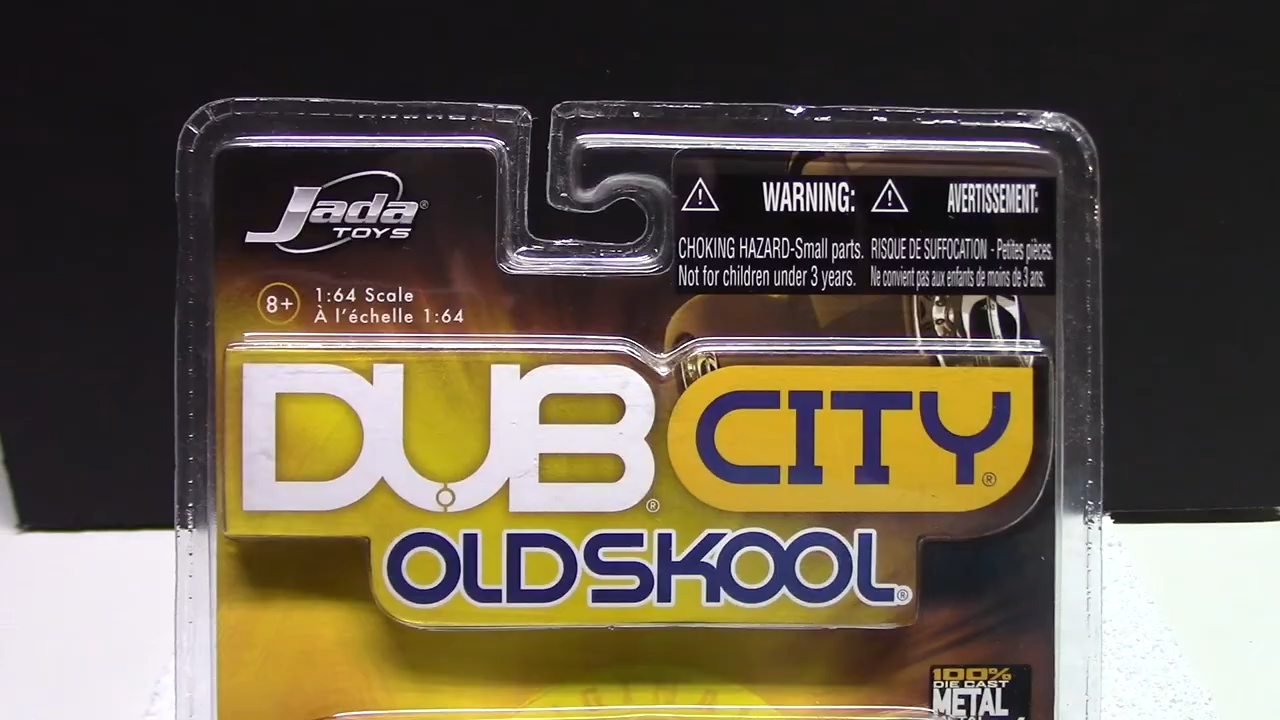 Jada®
TOYS
WARNING:
CHOKING HAZARD-Small parts.
Not for children under 3 years.
AVERTISSEMENT:
RISQUE DE SUFFOCATION - Petites pièces.
Ne convient pas aux enfants de moins de 3 ans.
8+
1:64 Scale
À l'échelle 1:64
DUB® CITY®
OLD SKOOL®
100%
DIE CAST
METAL